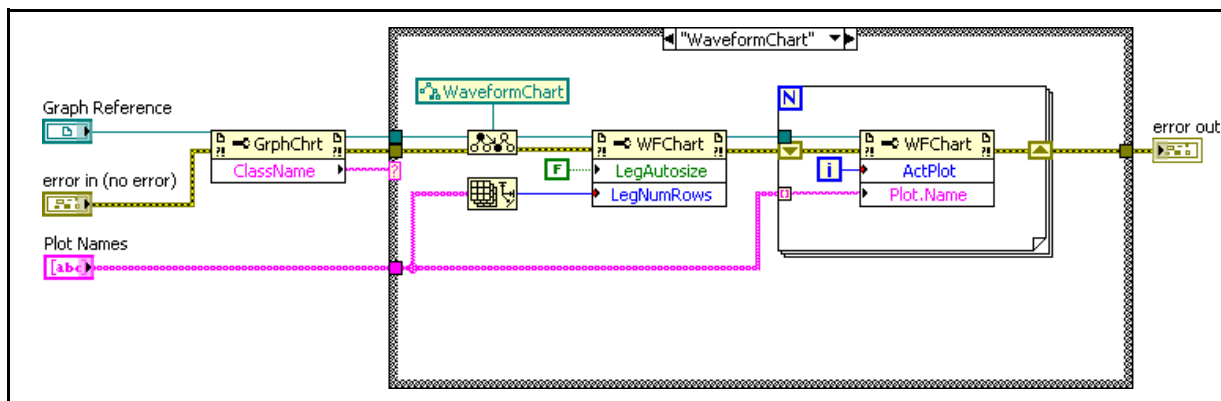 "WaveformChart"
WaveformChart
Graph Reference
GrphChrt
ClassName
?
error in (no error)
Plot Names
[abc]
F
WFChart
LegAutosize
LegNumRows
N
i
WFChart
ActPlot
Plot.Name
error out